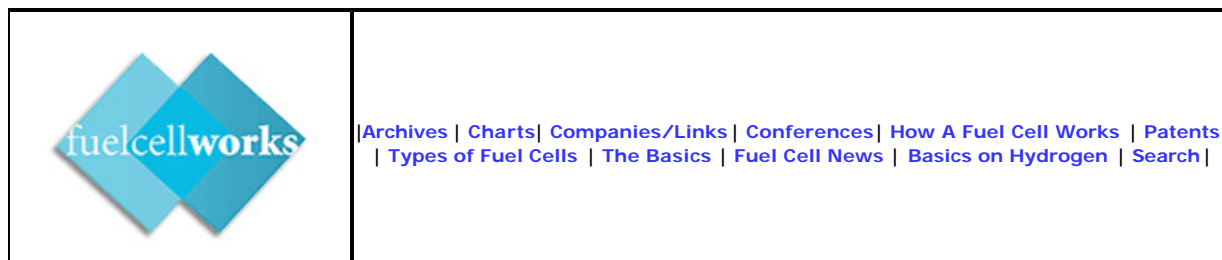 fuelcellworks
|Archives | Charts| Companies/Links| Conferences| How A Fuel Cell Works | Patents
| Types of Fuel Cells | The Basics | Fuel Cell News | Basics on Hydrogen | Search|